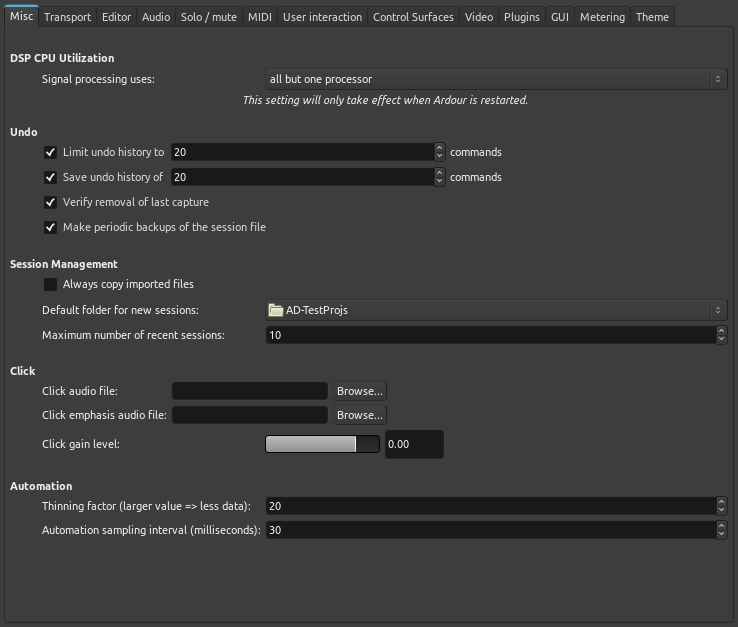 Misc Transport Editor Audio Solo / mute MIDI User interaction Control Surfaces Video Plugins GUI Metering Theme
DSP CPU Utilization
Signal processing uses: all but one processor
This setting will only take effect when Ardour is restarted.
Undo
Limit undo history to 20 commands
Save undo history of 20 commands
Verify removal of last capture
Make periodic backups of the session file
Session Management
Always copy imported files
Default folder for new sessions: AD-TestProjs
Maximum number of recent sessions: 10
Click
Click audio file: Browse...
Click emphasis audio file: Browse...
Click gain level: 0.00
Automation
Thinning factor (larger value => less data): 20
Automation sampling interval (milliseconds): 30